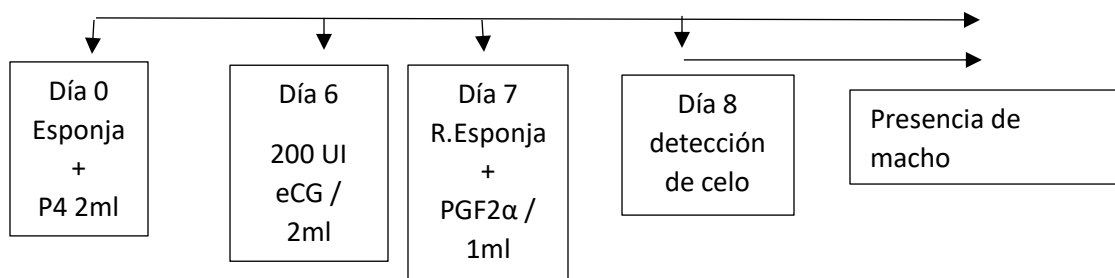 Día 0
Esponja
+
P4 2ml
Día 6
200 UI
eCG /
2ml
Día 7
R.Esponja
+
PGF2α /
1ml
Día 8
detección
de celo
Presencia de
macho